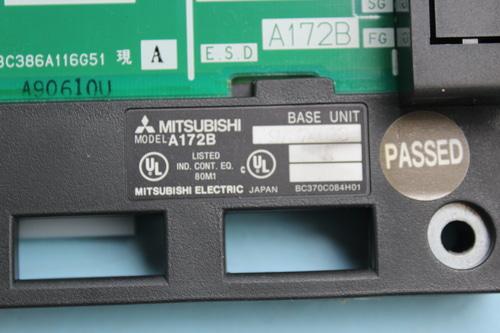 SG
BC386A116G51 現 A
E.S.D
A172B
FG
A90610U
MITSUBISHI
BASE UNIT
MODEL A172B
UL
LISTED
IND. CONT. EQ.
80M1
c UL
MITSUBISHI ELECTRIC JAPAN
BC370C084H01
PASSED